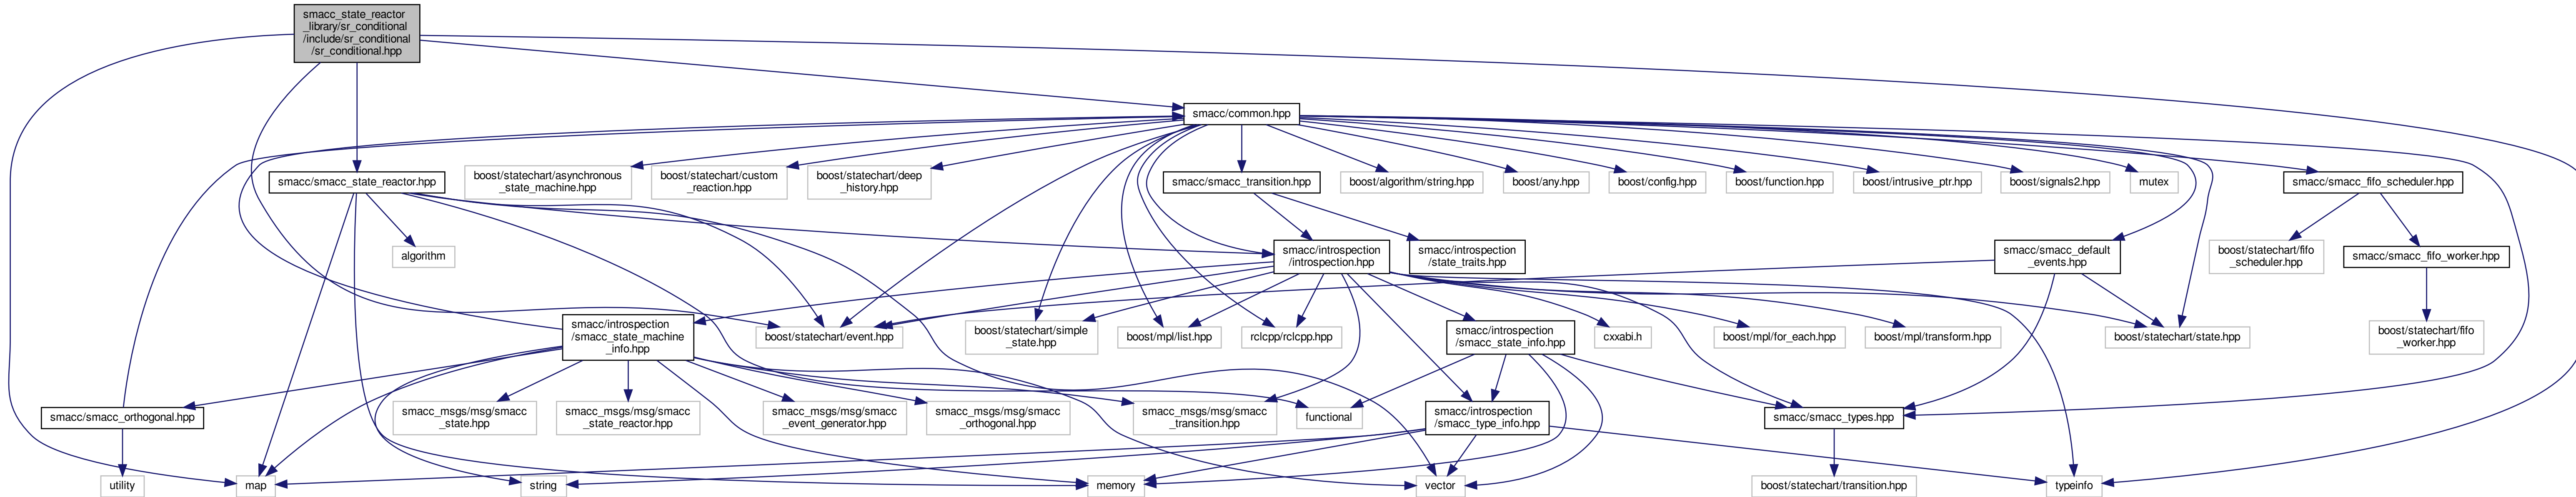 smacc_state_reactor
_library/sr_conditional
/include/sr_conditional
/sr_conditional.hpp
smacc/common.hpp
smacc/smacc_state_reactor.hpp
boost/statechart/asynchronous
_state_machine.hpp
boost/statechart/custom
_reaction.hpp
boost/statechart/deep
_history.hpp
smacc/smacc_transition.hpp
boost/algorithm/string.hpp
boost/any.hpp
boost/config.hpp
boost/function.hpp
boost/intrusive_ptr.hpp
boost/signals2.hpp
mutex
smacc/smacc_fifo_scheduler.hpp
algorithm
smacc/introspection
/introspection.hpp
smacc/introspection
/state_traits.hpp
smacc/smacc_default
_events.hpp
boost/statechart/fifo
_scheduler.hpp
smacc/smacc_fifo_worker.hpp
smacc/introspection
/smacc_state_machine
_info.hpp
boost/statechart/event.hpp
boost/statechart/simple
_state.hpp
boost/mpl/list.hpp
rclcpp/rclcpp.hpp
smacc/introspection
/smacc_state_info.hpp
cxxabi.h
boost/mpl/for_each.hpp
boost/mpl/transform.hpp
boost/statechart/state.hpp
boost/statechart/fifo
_worker.hpp
smacc/smacc_orthogonal.hpp
smacc_msgs/msg/smacc
_state.hpp
smacc_msgs/msg/smacc
_state_reactor.hpp
smacc_msgs/msg/smacc
_event_generator.hpp
smacc_msgs/msg/smacc
_orthogonal.hpp
smacc_msgs/msg/smacc
_transition.hpp
functional
smacc/introspection
/smacc_type_info.hpp
smacc/smacc_types.hpp
utility
map
string
memory
vector
boost/statechart/transition.hpp
typeinfo